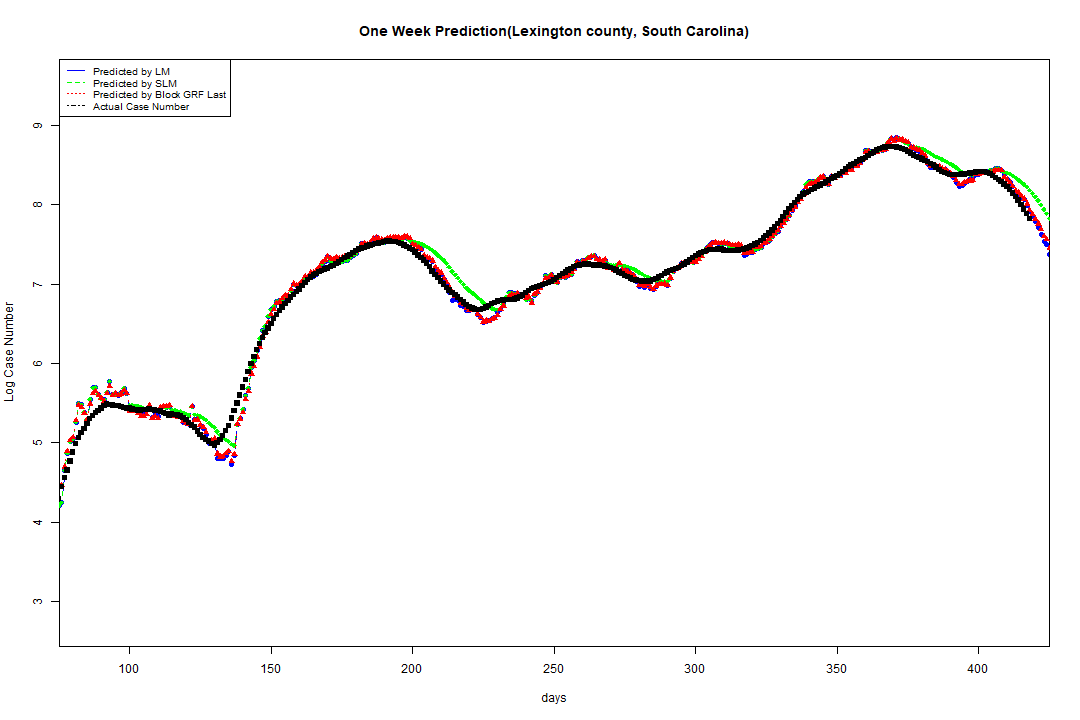 One Week Prediction(Lexington county, South Carolina)
Predicted by LM
Predicted by SLM
Predicted by Block GRF Last
Actual Case Number
9
8
7
6
5
4
3
Log Case Number
100 150 200 250 300 350 400
days